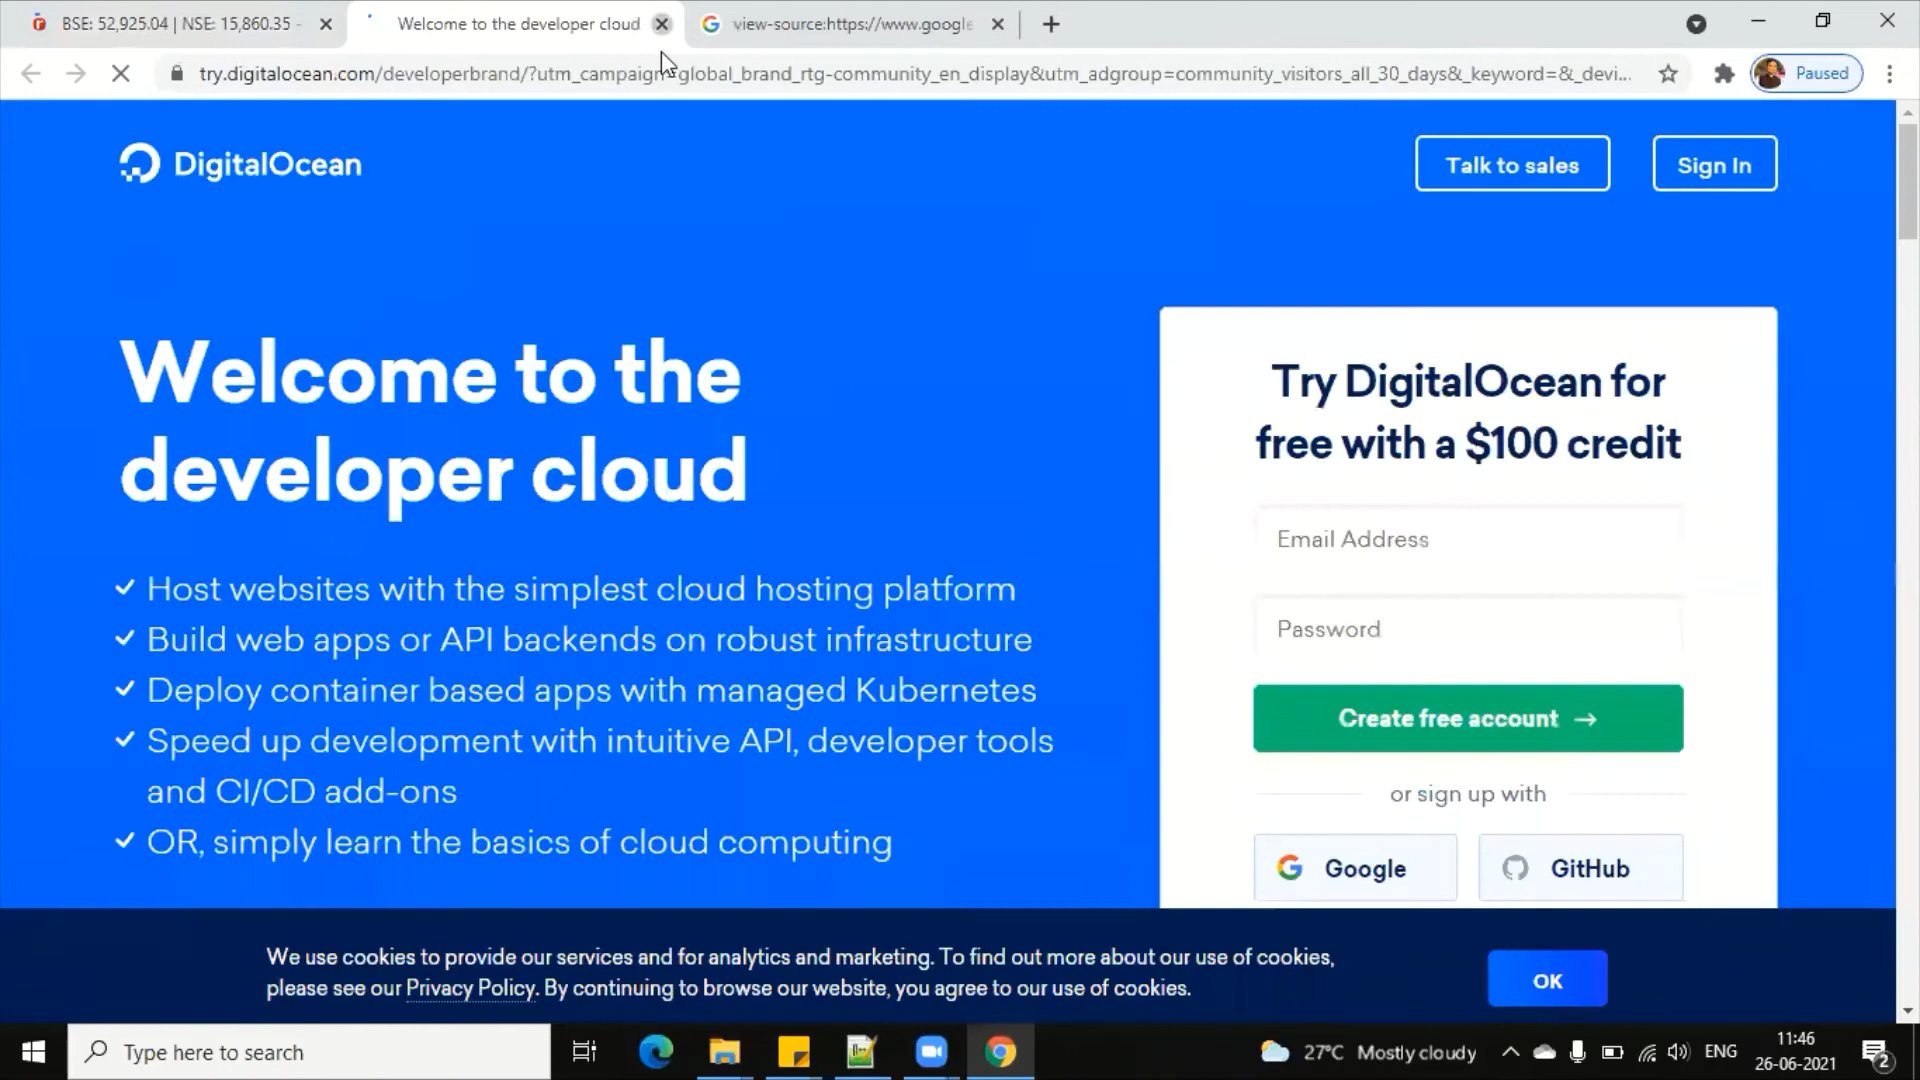 BSE: 52,925.04 | NSE: 15,860.35 -
Welcome to the developer cloud
view-source:https://www.google
try.digitalocean.com/developerbrand/?utm_campaign=global_brand_rtg-community_en_display&utm_adgroup=community_visitors_all_30_days&_keyword=&_devi...
Paused
DigitalOcean
Talk to sales
Sign In
Welcome to the
developer cloud
Host websites with the simplest cloud hosting platform
Build web apps or API backends on robust infrastructure
Deploy container based apps with managed Kubernetes
Speed up development with intuitive API, developer tools
and CI/CD add-ons
OR, simply learn the basics of cloud computing
Try DigitalOcean for
free with a $100 credit
Email Address
Password
Create free account →
or sign up with
Google
GitHub
We use cookies to provide our services and for analytics and marketing. To find out more about our use of cookies,
please see our Privacy Policy. By continuing to browse our website, you agree to our use of cookies.
OK
Type here to search
27°C Mostly cloudy
ENG
11:46
26-06-2021
2